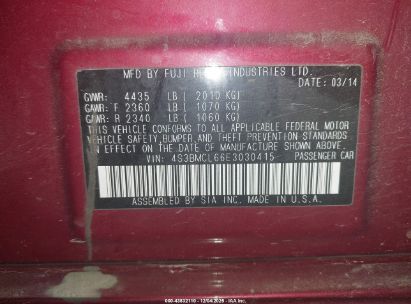 MFD BY FUJI HEAVY INDUSTRIES LTD.
DATE: 03/14
GVWR: 4435 LB ( 2010 KG)
GAWR: F 2360 LB ( 1070 KG)
GAWR: R 2340 LB ( 1060 KG)
THIS VEHICLE CONFORMS TO ALL APPLICABLE FEDERAL MOTOR
VEHICLE SAFETY, BUMPER AND THEFT PREVENTION STANDARDS
IN EFFECT ON THE DATE OF MANUFACTURE SHOWN ABOVE.
VIN: 4S3BMCL66E3030415 PASSENGER CAR
ASSEMBLED BY SIA INC. MADE IN U.S.A.